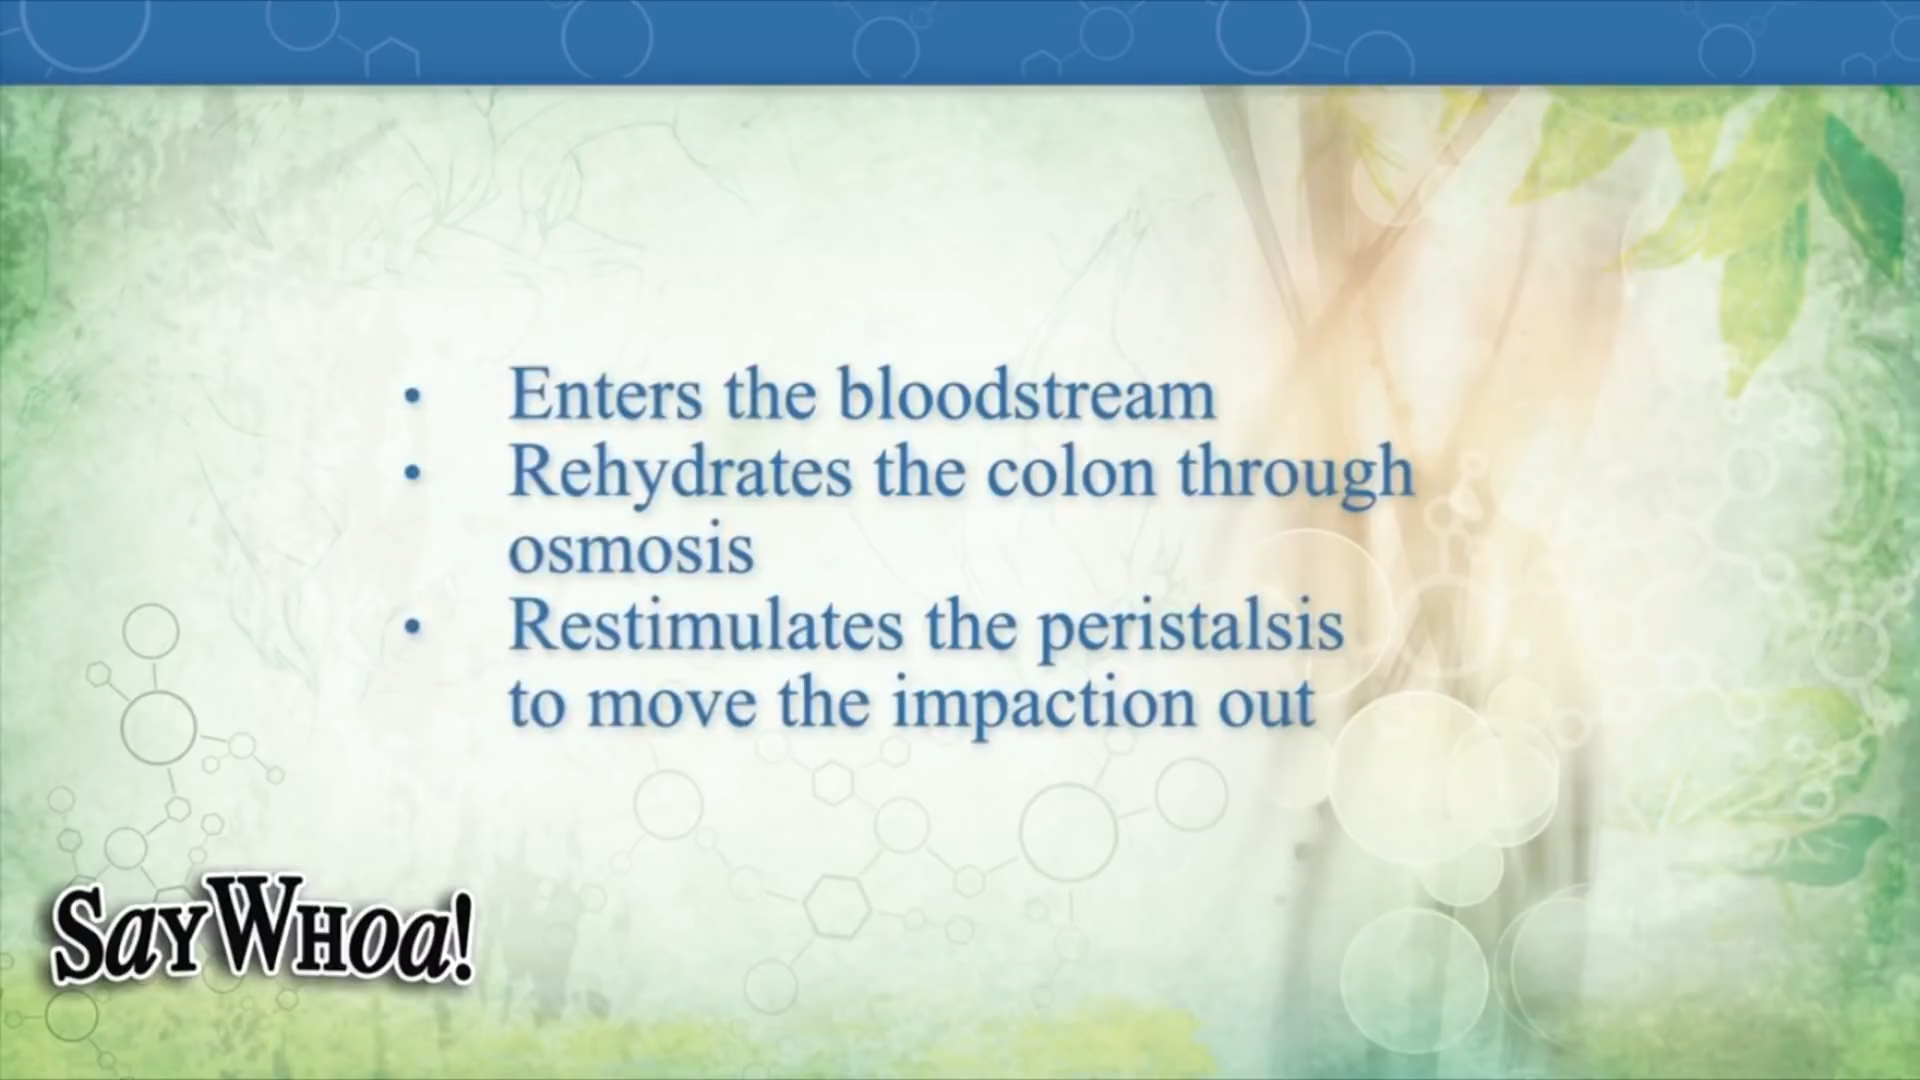 • Enters the bloodstream
• Rehydrates the colon through
osmosis
• Restimulates the peristalsis
to move the impaction out
SayWhoa!